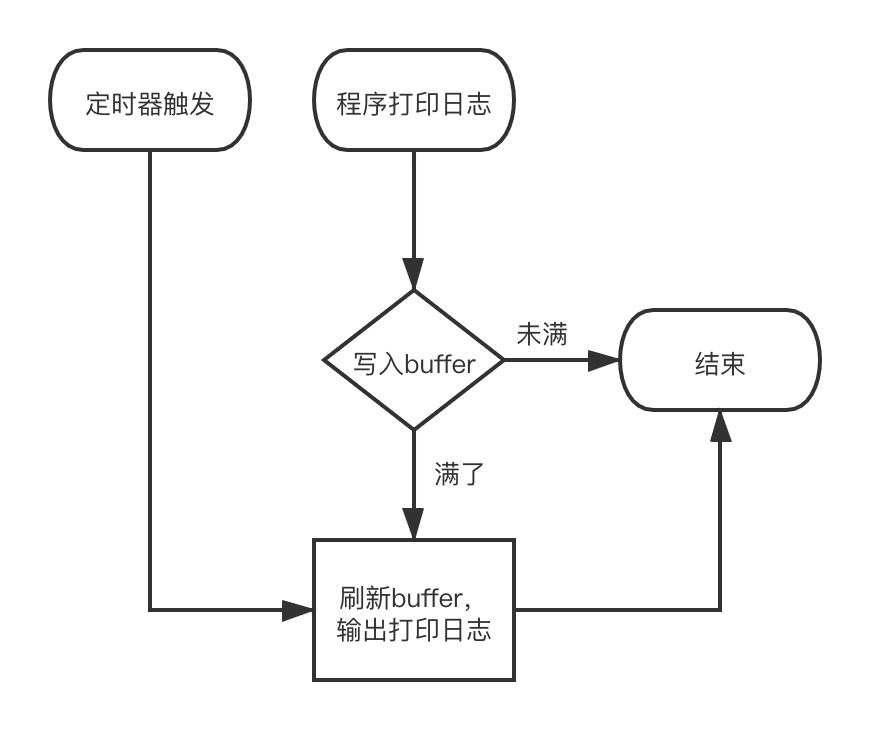 定时器触发
程序打印日志
写入buffer
未满
结束
满了
刷新buffer，
输出打印日志